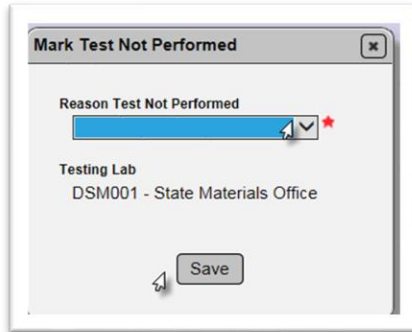 Mark Test Not Performed
Reason Test Not Performed
Testing Lab
DSM001 - State Materials Office
Save